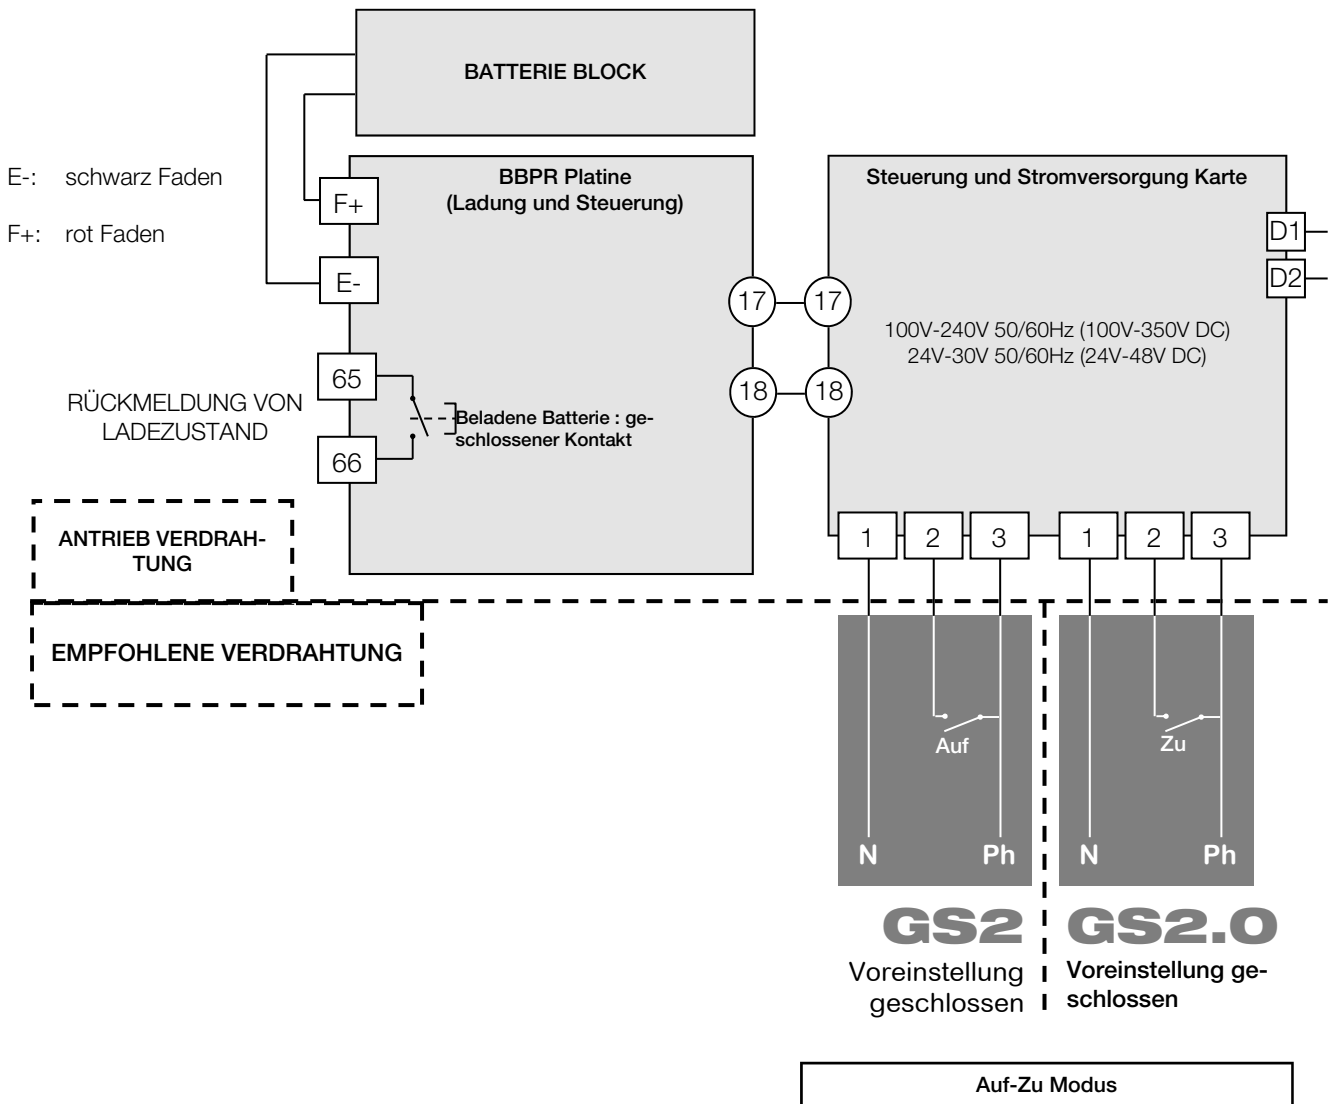 BATTERIE BLOCK
E-: schwarz Faden
F+: rot Faden
F+
E-
BBPR Platine
(Ladung und Steuerung)
Steuerung und Stromversorgung Karte
D1
D2
17
17
18
18
100V-240V 50/60Hz (100V-350V DC)
24V-30V 50/60Hz (24V-48V DC)
65
66
RÜCKMELDUNG VON
LADEZUSTAND
Beladene Batterie : ge-
schlossener Kontakt
1
2
3
1
2
3
ANTRIEB VERDRAH-
TUNG
EMPFOHLENE VERDRAHTUNG
Auf
N
Ph
Zu
N
Ph
GS2
Voreinstellung
geschlossen
GS2.0
Voreinstellung ge-
schlossen
Auf-Zu Modus